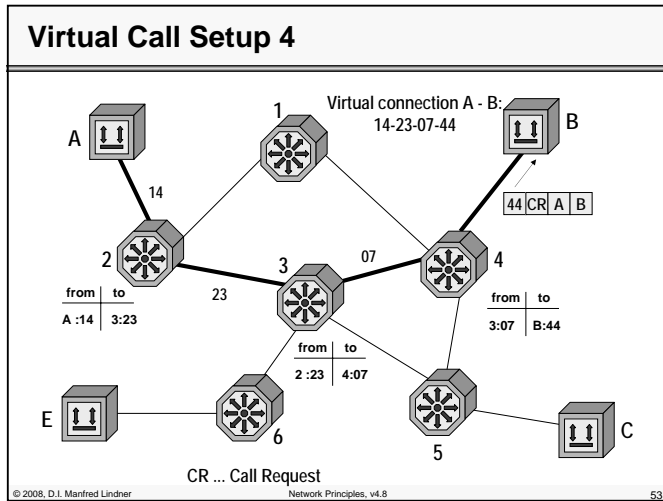 Virtual Call Setup 4
Virtual connection A - B:
14-23-07-44
A
1
B
14
44 CR A B
2
3
07
4
23
from to
A :14 3:23
from to
3:07 B:44
from to
2 :23 4:07
E
6
5
C
CR ... Call Request
© 2008, D.I. Manfred Lindner
Network Principles, v4.8
53